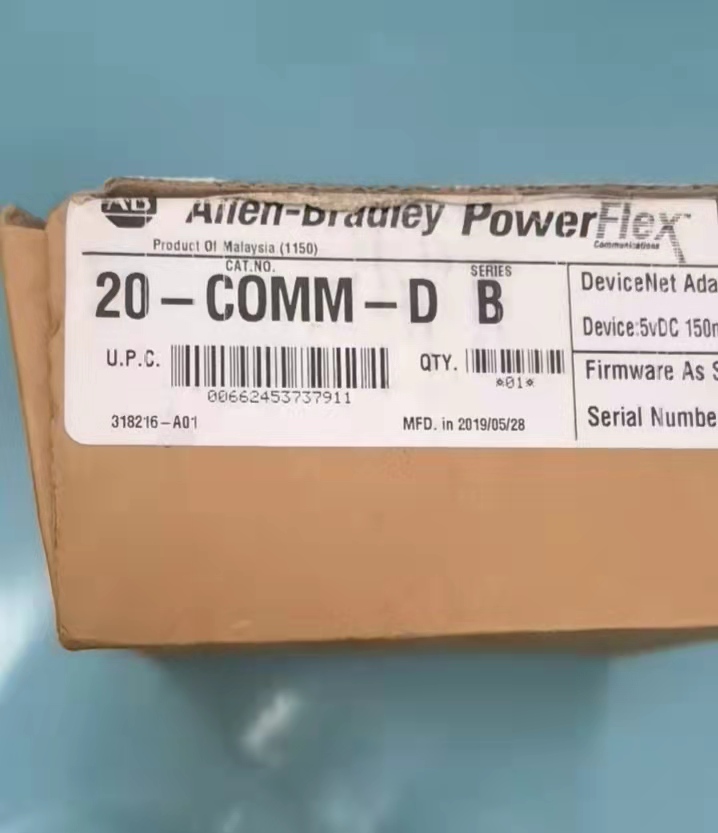 AB Allen-Bradley PowerFlex
Communications
Product Of Malaysia (1150)
CAT.NO.
SERIES
20-COMM-D B
U.P.C.
00662453737911
QTY.
*01*
318216-A01
MFD. in 2019/05/28
DeviceNet Ada
Device:5vDC 150m
Firmware As S
Serial Numbe